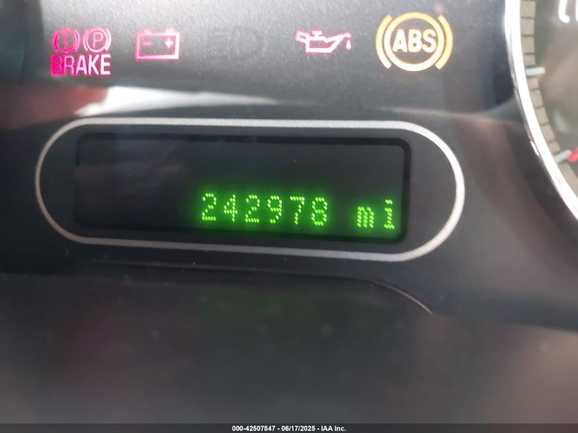 (!) (P) ABS
BRAKE
242978 mi
000-42507847 - 06/17/2025 - IAA Inc.